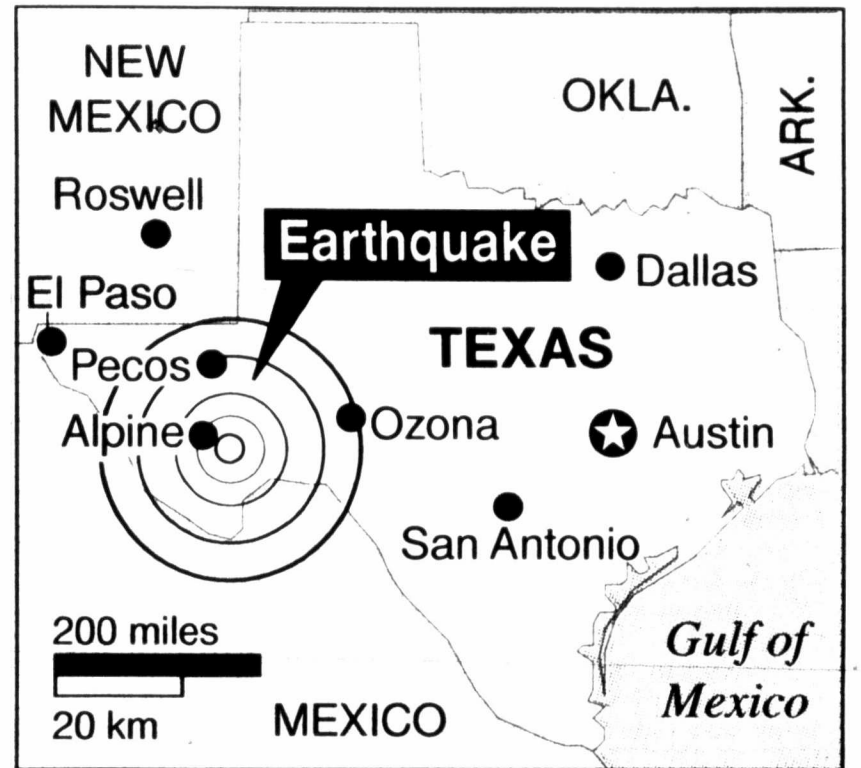 NEW
MEXICO
OKLA.
ARK.
Roswell
Earthquake
Dallas
El Paso
TEXAS
Pecos
Alpine
Ozona
Austin
San Antonio
200 miles
20 km
MEXICO
Gulf of
Mexico